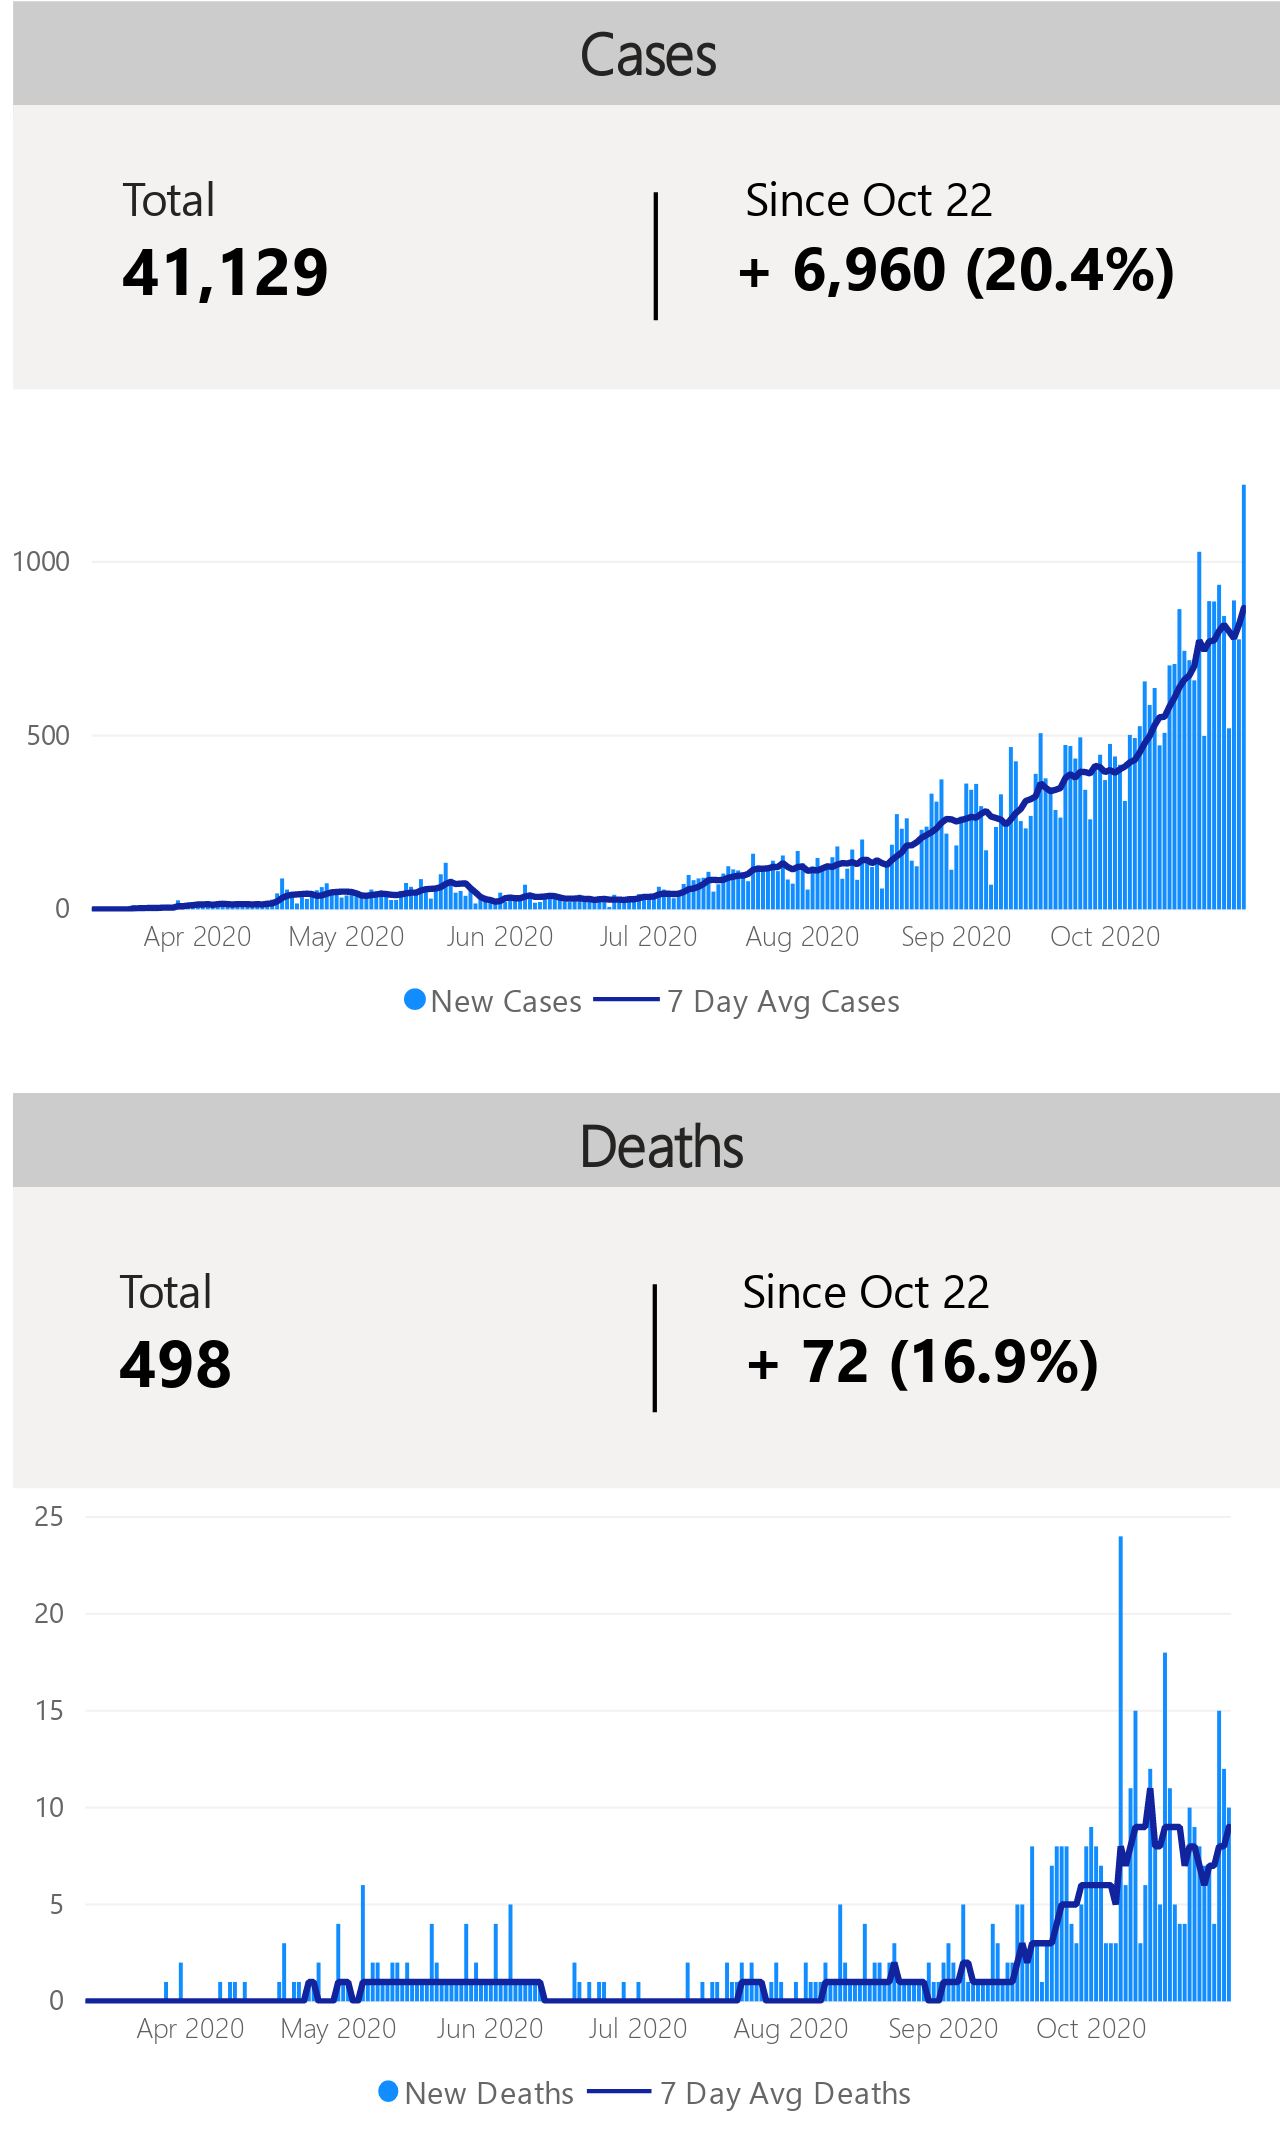 Cases
Total
Since Oct 22
41,129
+ 6,960 (20.4%)
1000
500
0
Apr 2020 May 2020 Jun 2020 Jul 2020 Aug 2020 Sep 2020 Oct 2020
New Cases 7 Day Avg Cases
Deaths
Total
Since Oct 22
498
+ 72 (16.9%)
25
20
15
10
5
0
Apr 2020 May 2020 Jun 2020 Jul 2020 Aug 2020 Sep 2020 Oct 2020
New Deaths 7 Day Avg Deaths